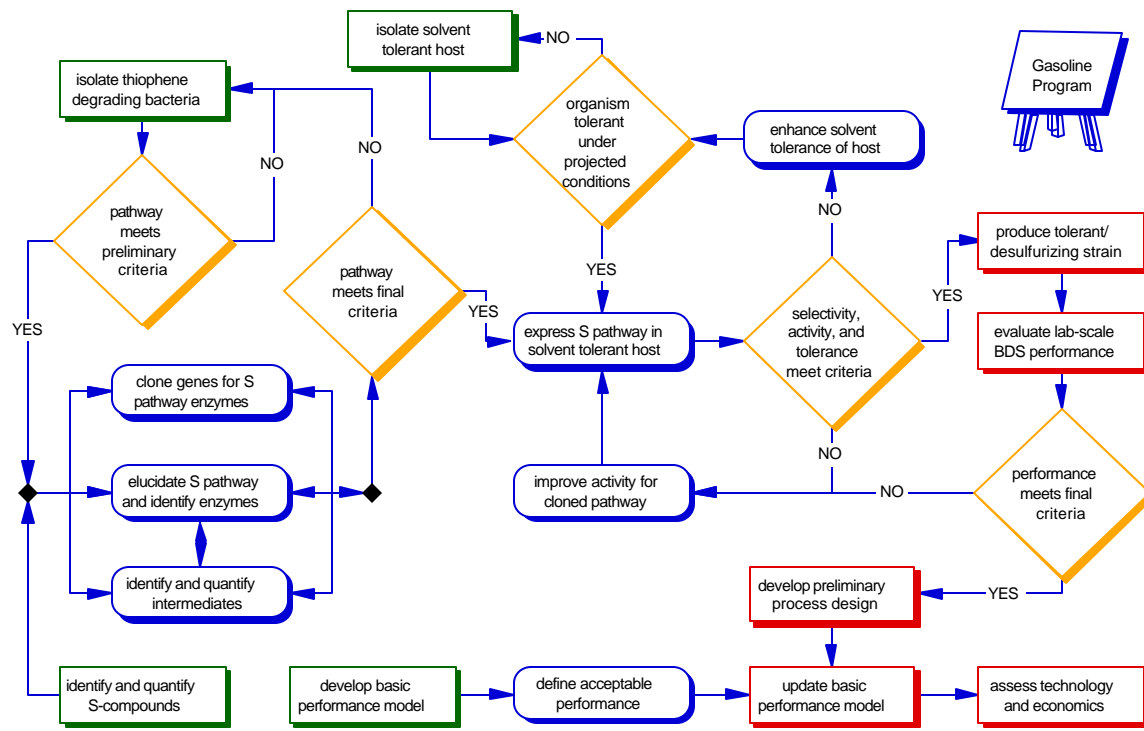 isolate solvent
tolerant host
NO
Gasoline
Program
isolate thiophene
degrading bacteria
NO
organism
tolerant
under
projected
conditions
enhance solvent
tolerance of host
NO
pathway
meets
preliminary
criteria
YES
pathway
meets final
criteria
YES
YES
express S pathway in
solvent tolerant host
selectivity,
activity, and
tolerance
meet criteria
YES
NO
produce tolerant/
desulfurizing strain
evaluate lab-scale
BDS performance
clone genes for S
pathway enzymes
elucidate S pathway
and identify enzymes
identify and quantify
intermediates
improve activity for
cloned pathway
NO
performance
meets final
criteria
YES
develop preliminary
process design
identify and quantify
S-compounds
develop basic
performance model
define acceptable
performance
update basic
performance model
assess technology
and economics